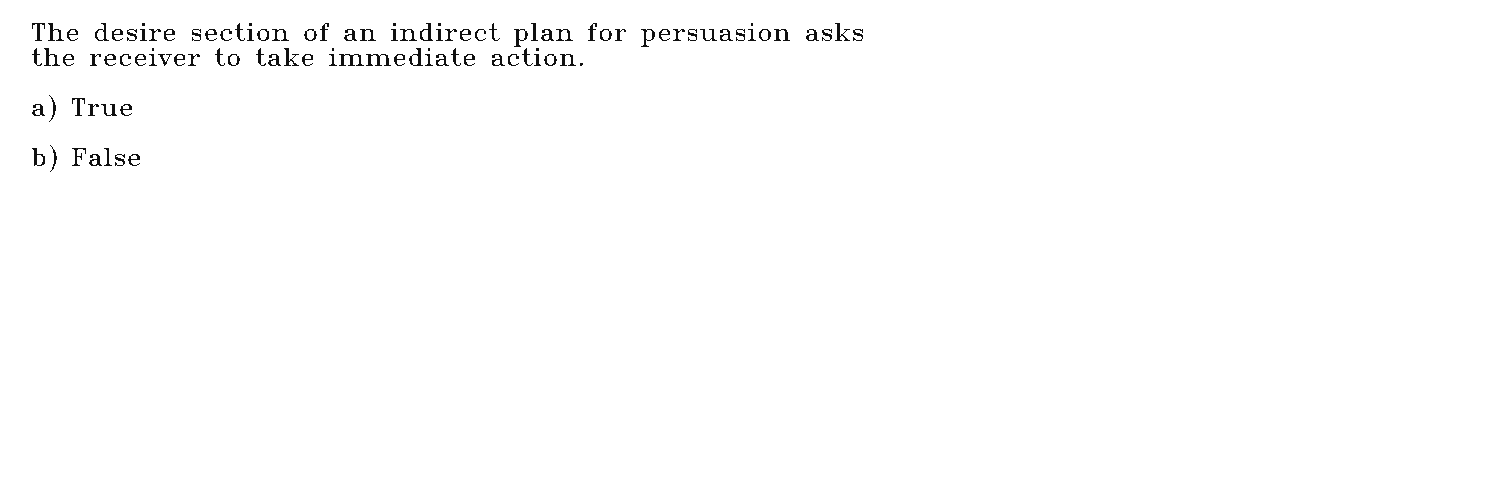 The desire section of an indirect plan for persuasion asks
the receiver to take immediate action.
a) True
b) False